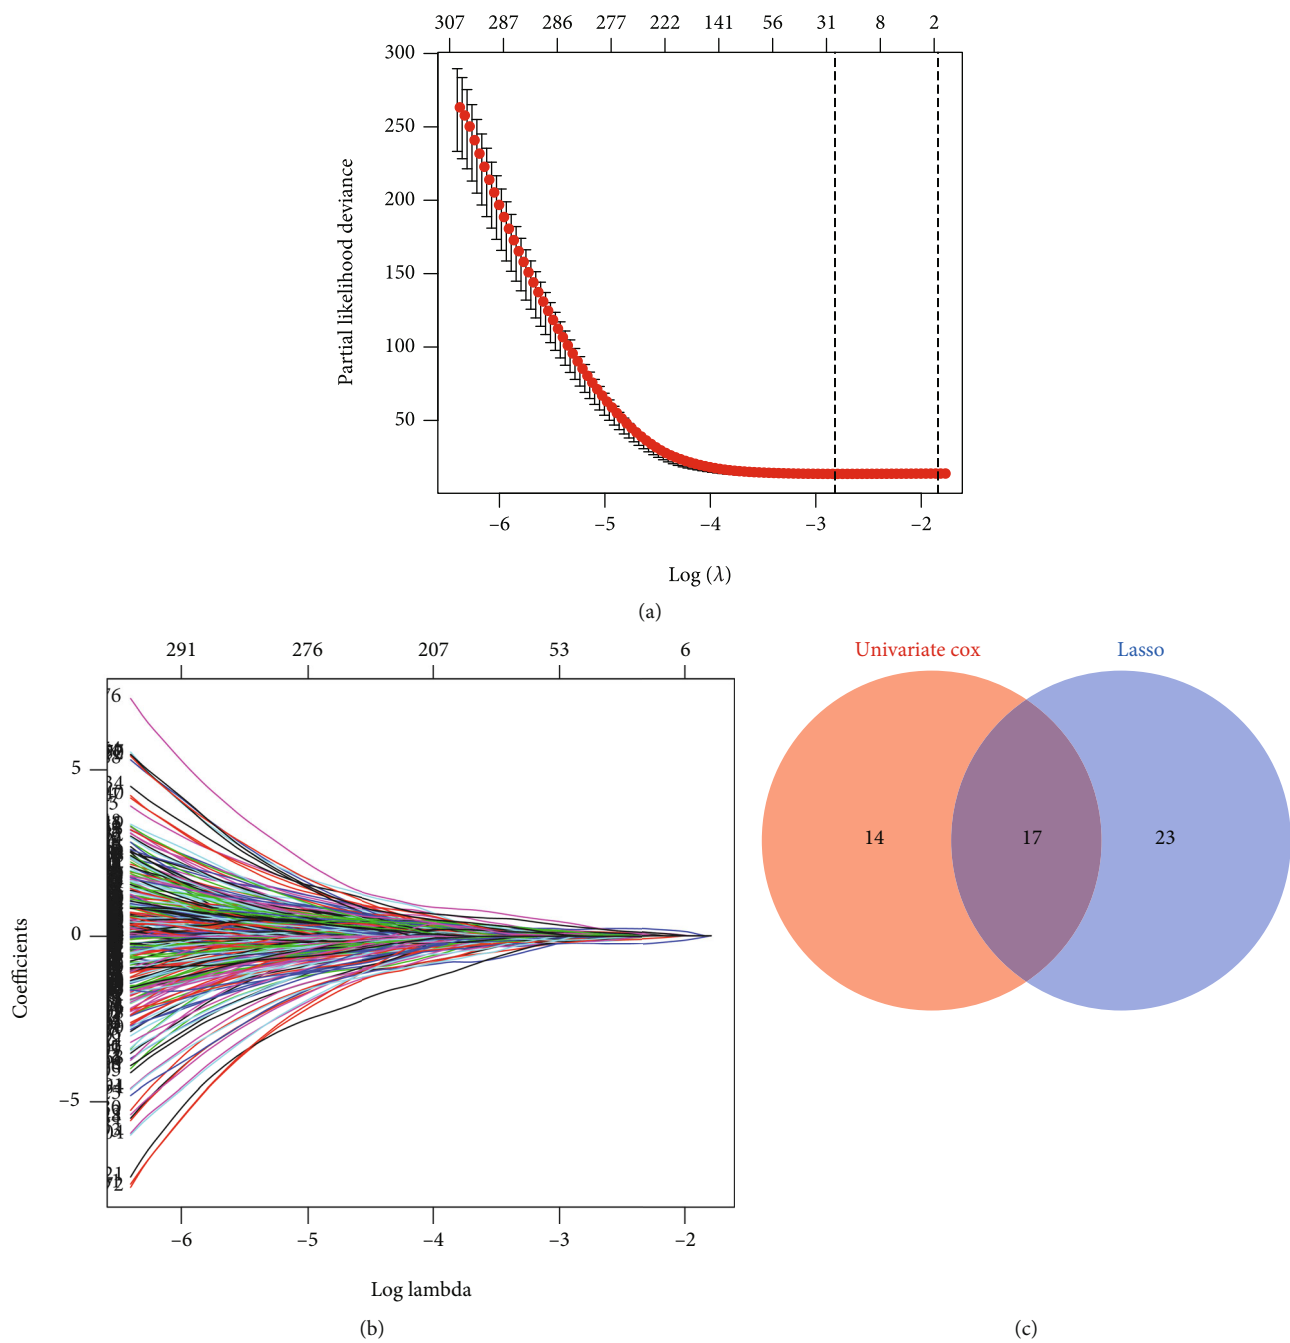 307 287 286 277 222 141 56 31 8 2
300
250
200
150
100
50
Partial likelihood deviance
–6 –5 –4 –3 –2
Log (λ)
(a)
291 276 207 53 6
5
0
–5
Coefficients
–6 –5 –4 –3 –2
Log lambda
(b)
Univariate cox Lasso
14 17 23
(c)